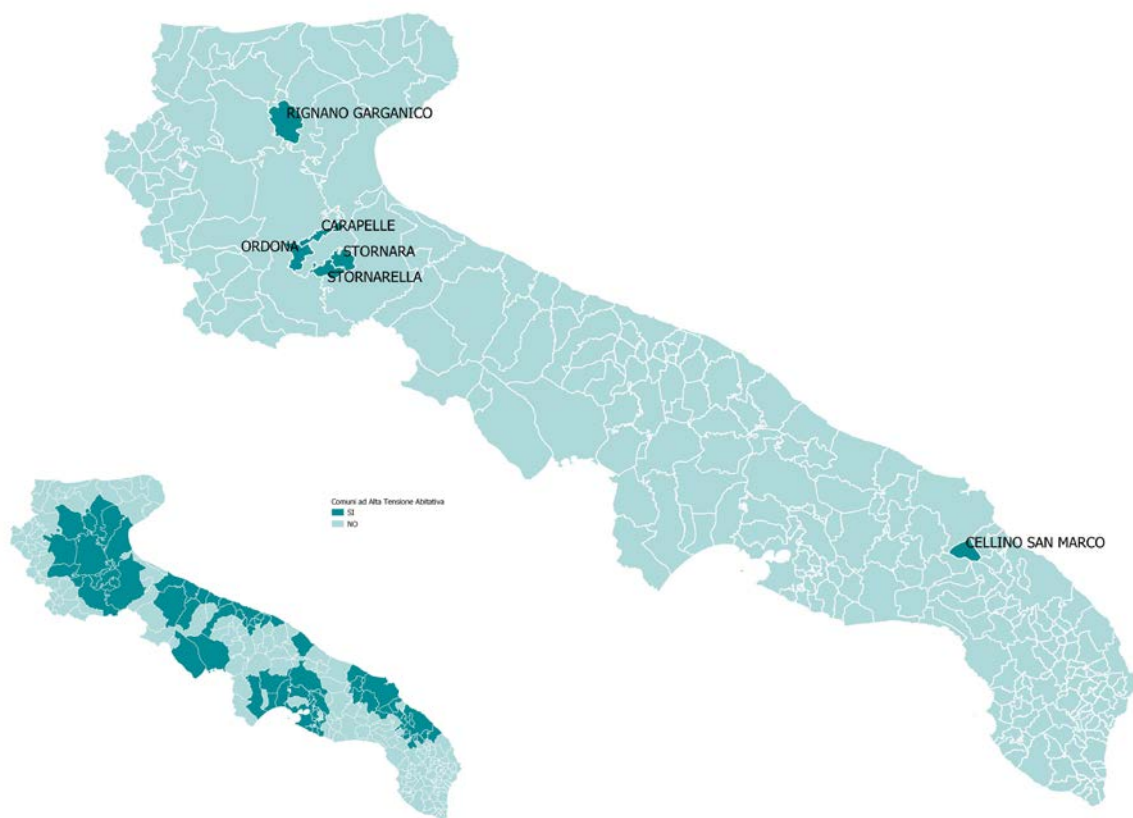 RIGNANO GARGANICO
CARAPELLE
ORDONA
STORNARA
STORNARELLA
Comuni ad Alta Tensione Abitativa
SI
NO
CELLINO SAN MARCO